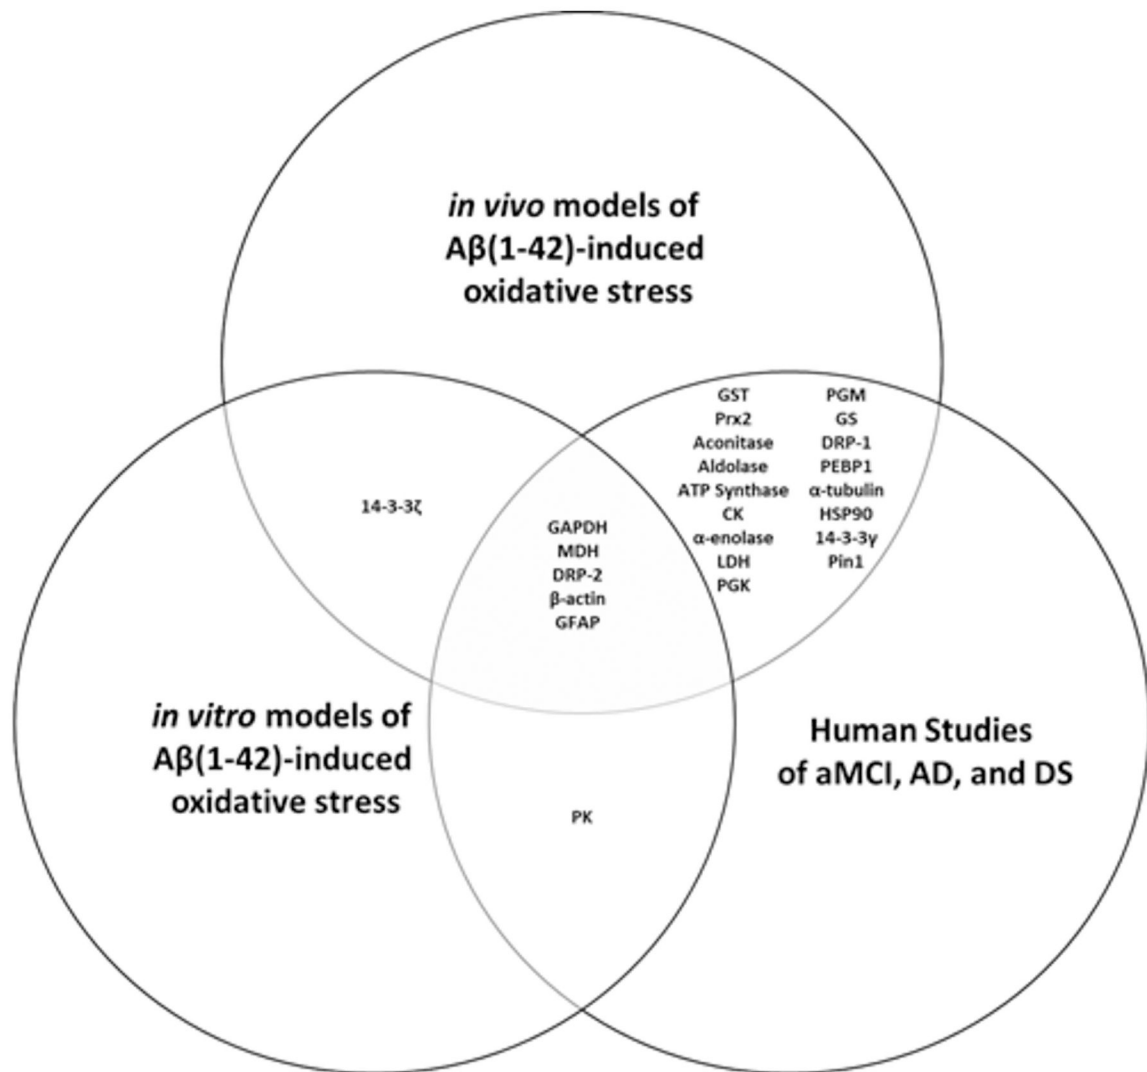 in vivo models of
Aβ(1-42)-induced
oxidative stress
GST
Prx2
Aconitase
Aldolase
ATP Synthase
CK
α-enolase
LDH
PGK
PGM
GS
DRP-1
PEBP1
α-tubulin
HSP90
14-3-3γ
Pin1
14-3-3ζ
GAPDH
MDH
DRP-2
β-actin
GFAP
in vitro models of
Aβ(1-42)-induced
oxidative stress
Human Studies
of aMCI, AD, and DS
PK